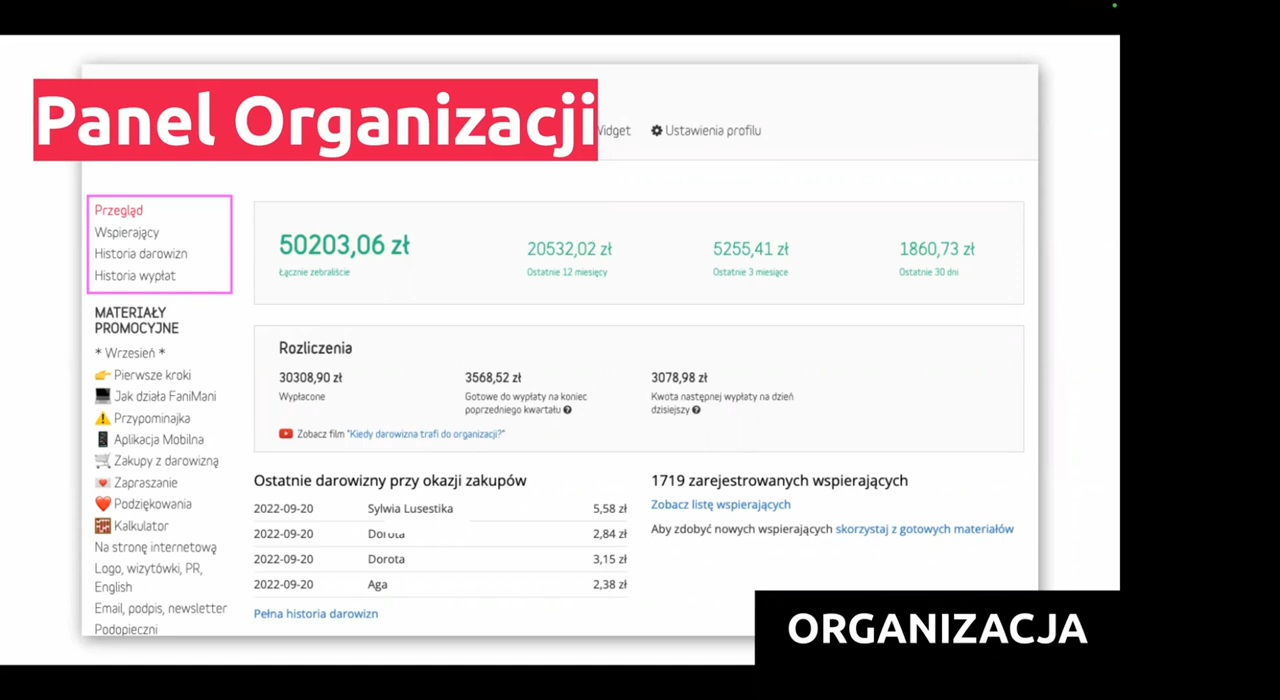 Panel Organizacji
Ustawienia profilu
Przegląd
Wspierający
Historia darowizn
Historia wypłat
50203,06 zł
20532,02 zł
5255,41 zł
1860,73 zł
Łącznie zebraliście
Ostatnie 12 miesięcy
Ostatnie 3 miesiące
Ostatnie 30 dni
MATERIAŁY
PROMOCYJNE
* Wrzesień *
Pierwsze kroki
Jak działa FaniMani
Przypominajka
Aplikacja Mobilna
Zakupy z darowizną
Zapraszanie
Podziękowania
Kalkulator
Na stronę internetową
Logo, wizytówki, PR,
English
Email, podpis, newsletter
Podopieczni
Rozliczenia
30308,90 zł
Wypłacone
3568,52 zł
Gotowe do wypłaty na koniec
poprzedniego kwartału
3078,98 zł
Kwota następnej wypłaty na dzień
dzisiejszy
Zobacz film "Kiedy darowizna trafi do organizacji?"
Ostatnie darowizny przy okazji zakupów
2022-09-20 Sylwia Lusestika 5,58 zł
2022-09-20 Dorota 2,84 zł
2022-09-20 Dorota 3,15 zł
2022-09-20 Aga 2,38 zł
Pełna historia darowizn
1719 zarejestrowanych wspierających
Zobacz listę wspierających
Aby zdobyć nowych wspierających skorzystaj z gotowych materiałów
ORGANIZACJA